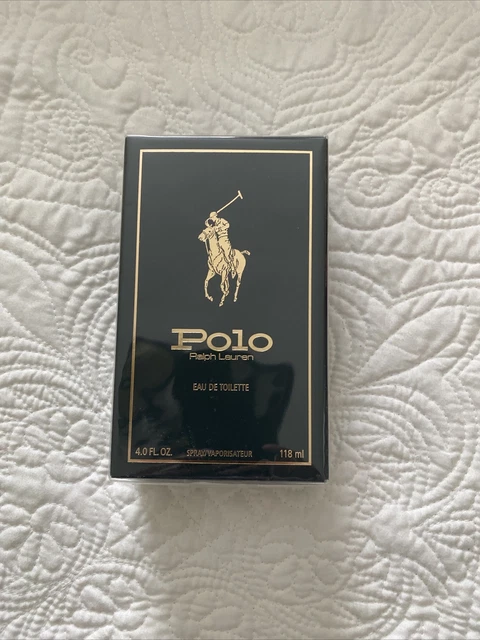 Polo
Ralph Lauren
EAU DE TOILETTE
4.0 FL. OZ. SPRAY/VAPORISATEUR 118 ml